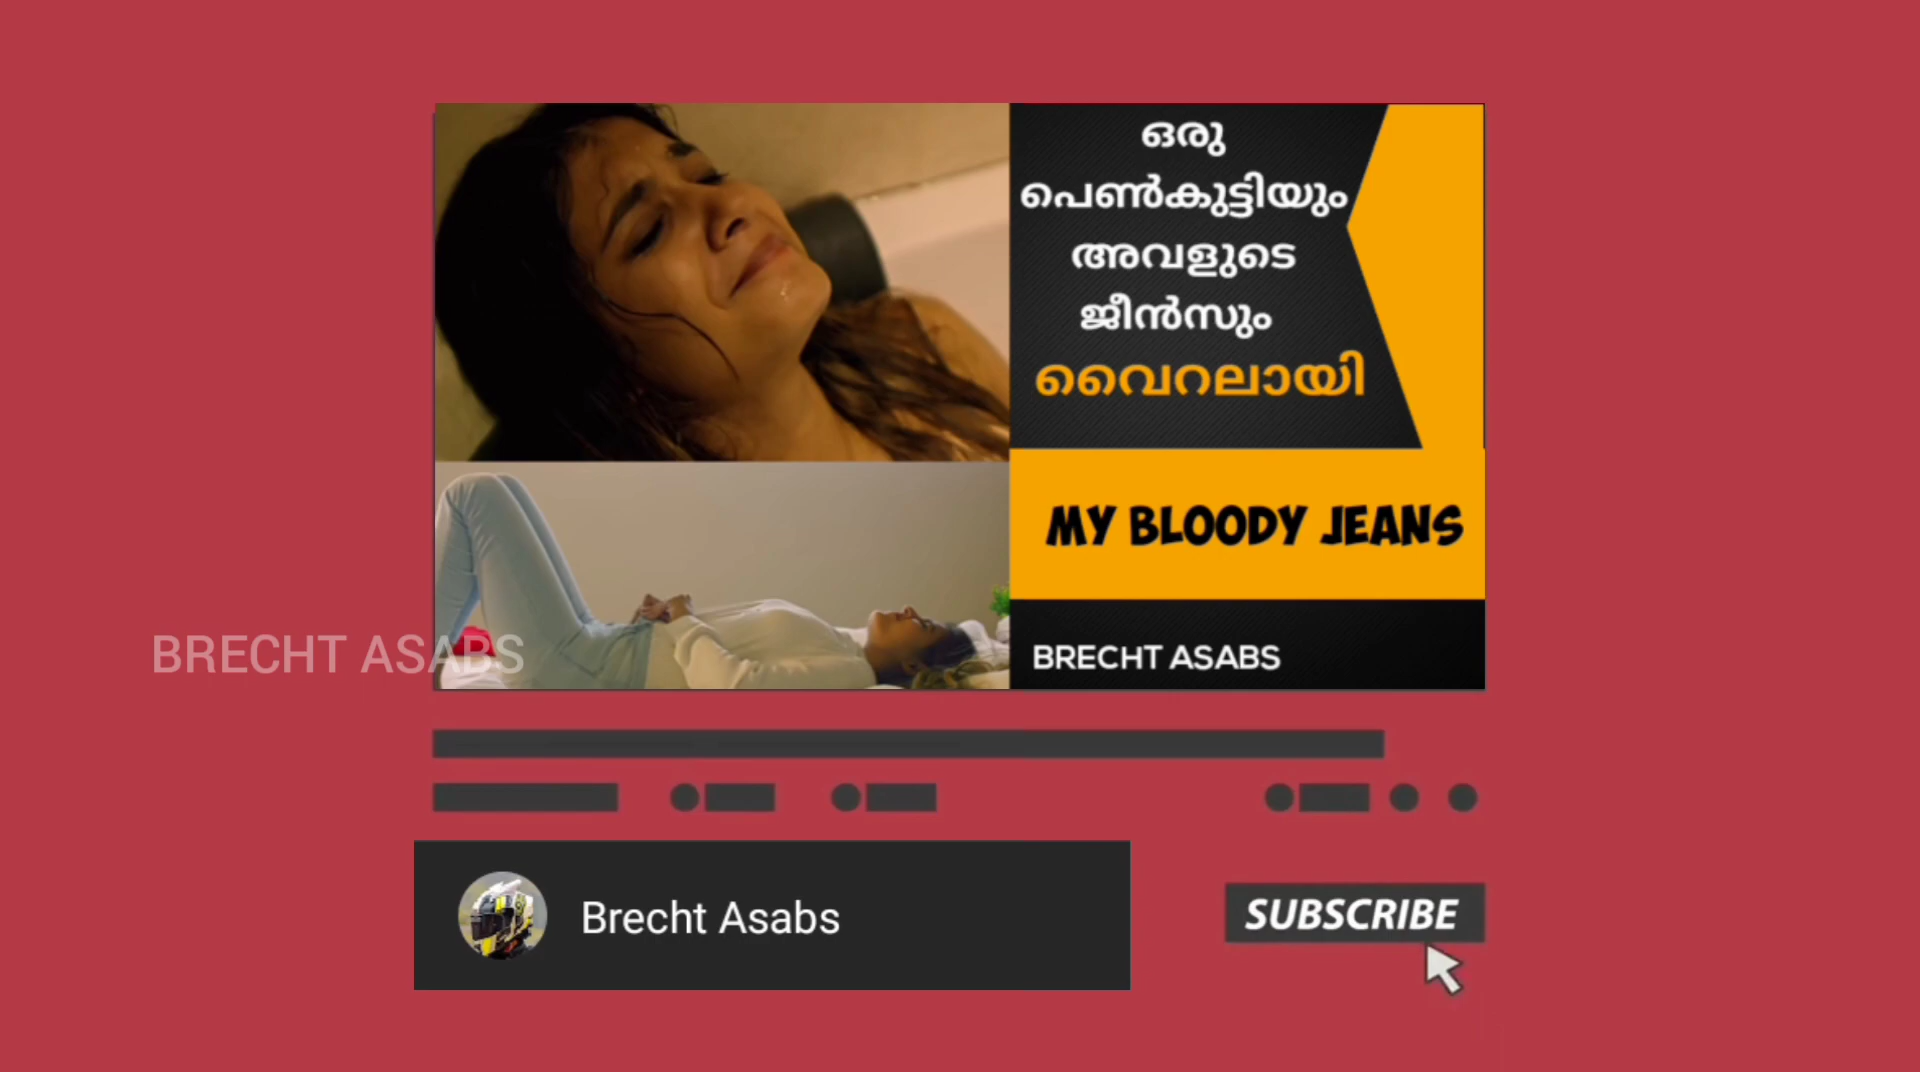 ഒരു
പെൺകുട്ടിയും
അവളുടെ
ജീൻസും
വൈറലായി
MY BLOODY JEANS
BRECHT ASABS
BRECHT ASABS
Brecht Asabs
SUBSCRIBE